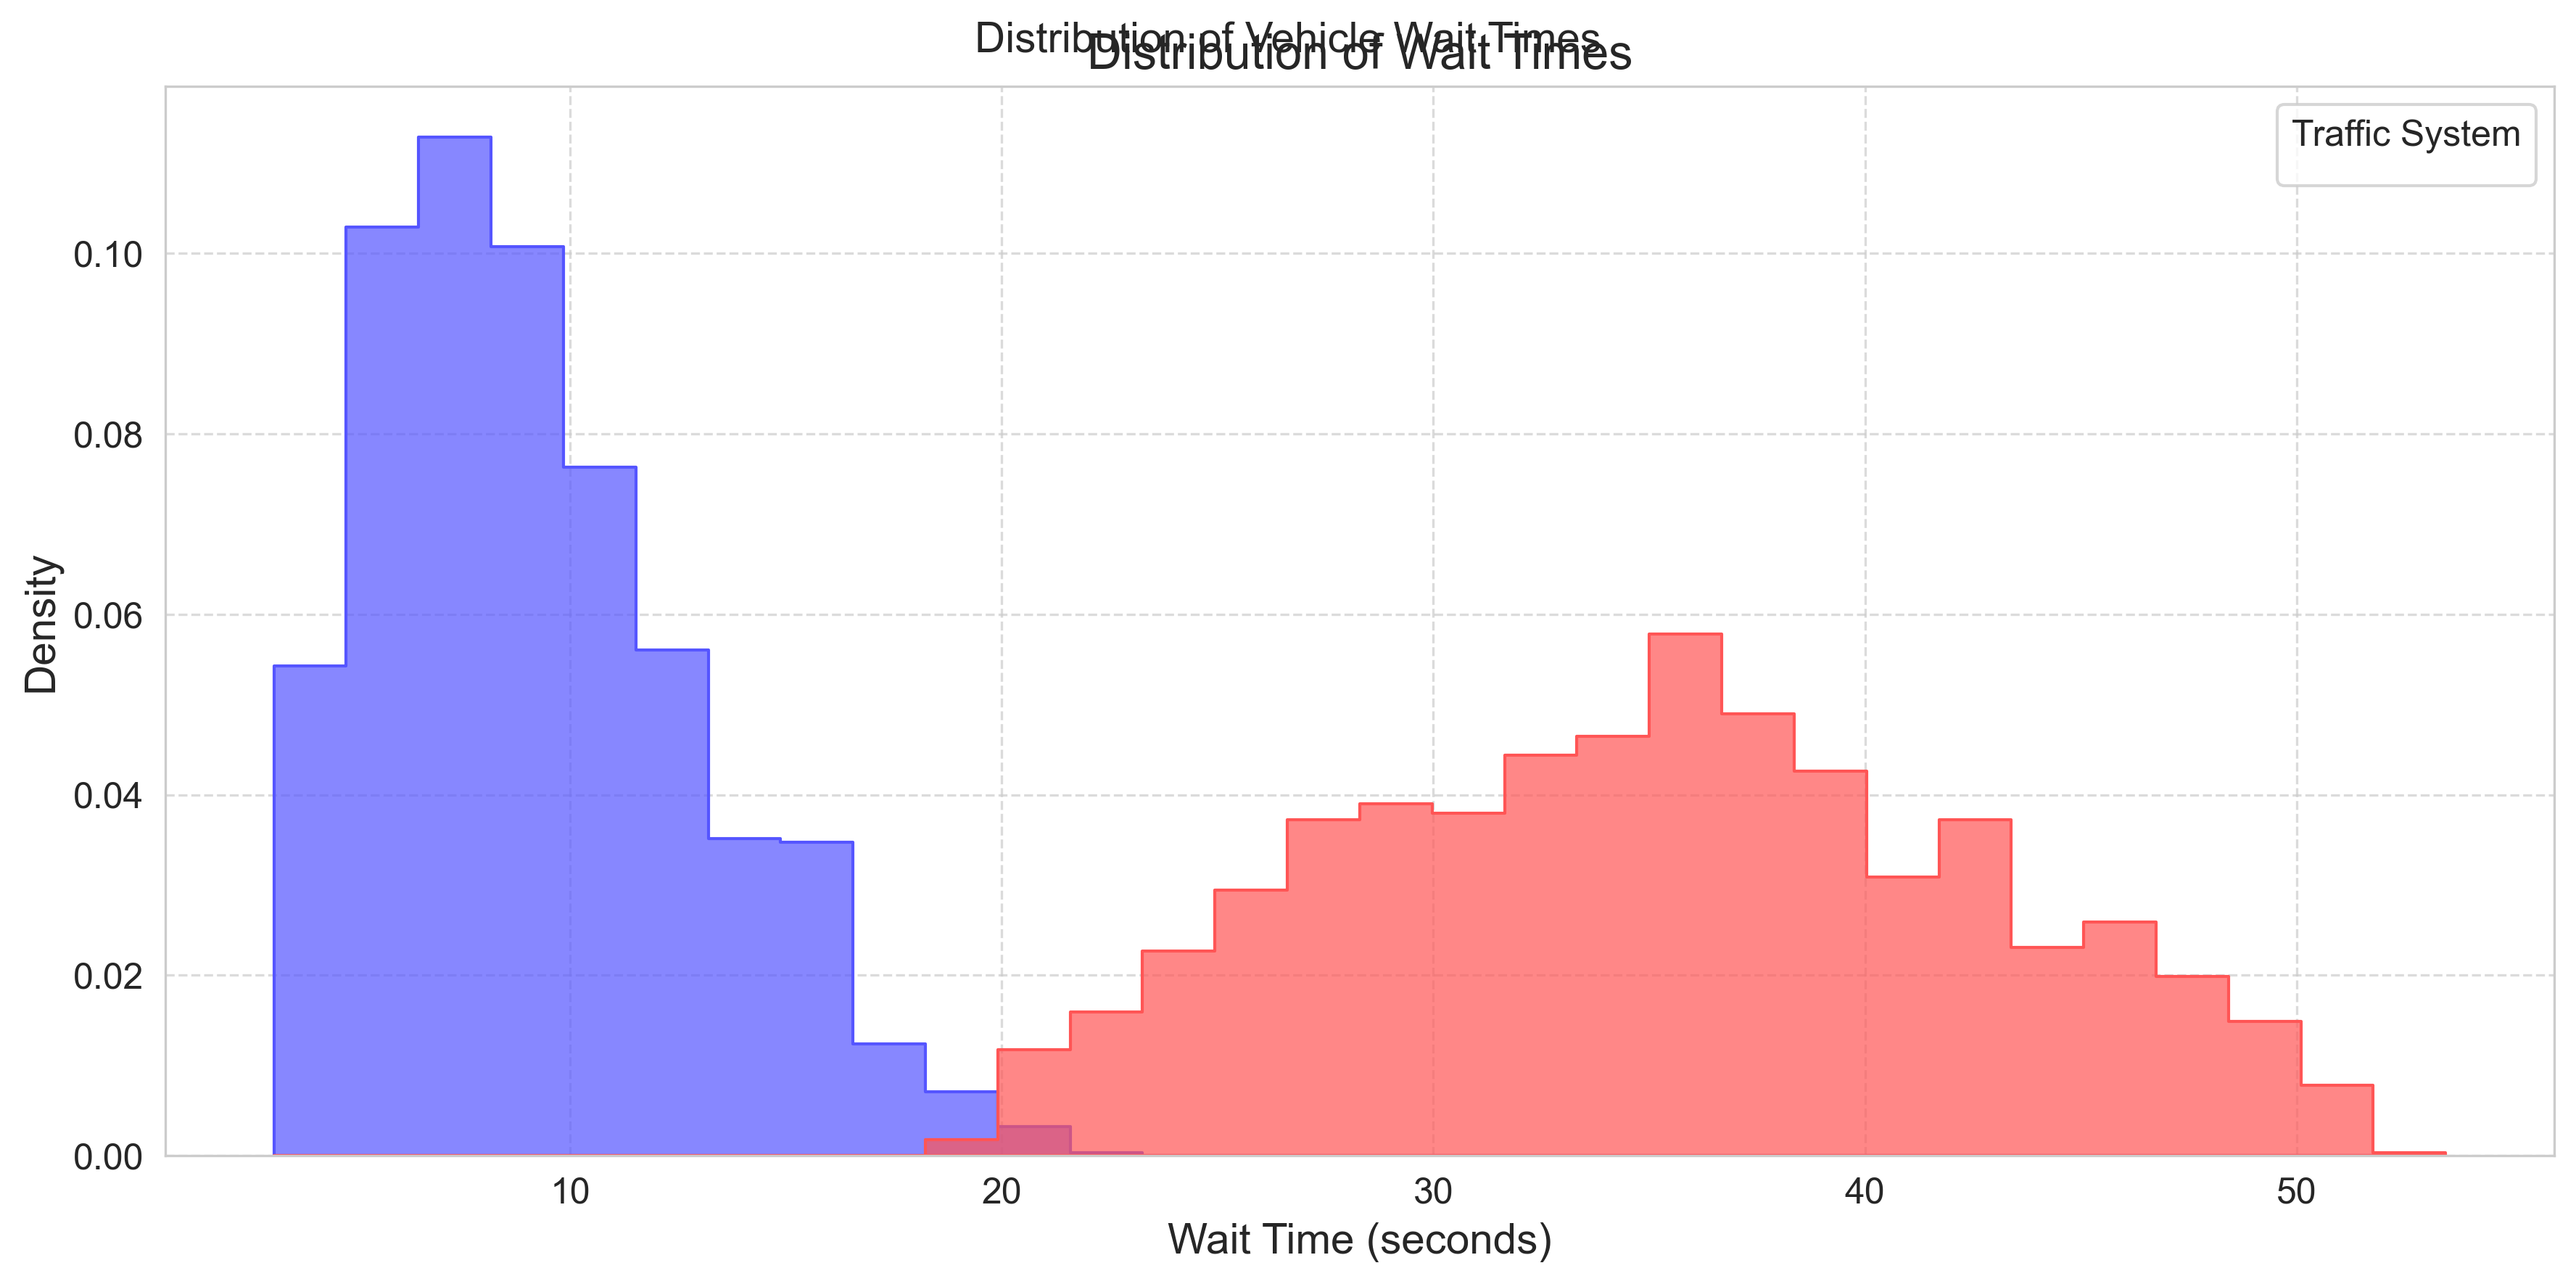 Distribution of Vehicle Wait Times
Distribution of Wait Times
Traffic System
0.10
0.08
0.06
0.04
0.02
0.00
Density
10 20 30 40 50
Wait Time (seconds)